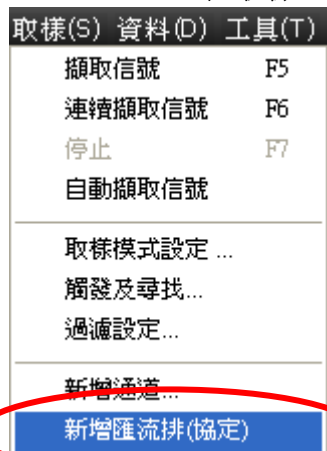 取樣(S) 資料(D) 工具(T)
擷取信號 F5
連續擷取信號 F6
停止 F7
自動擷取信號
取樣模式設定 ...
觸發及尋找...
過濾設定...
新增通道...
新增匯流排(協定)